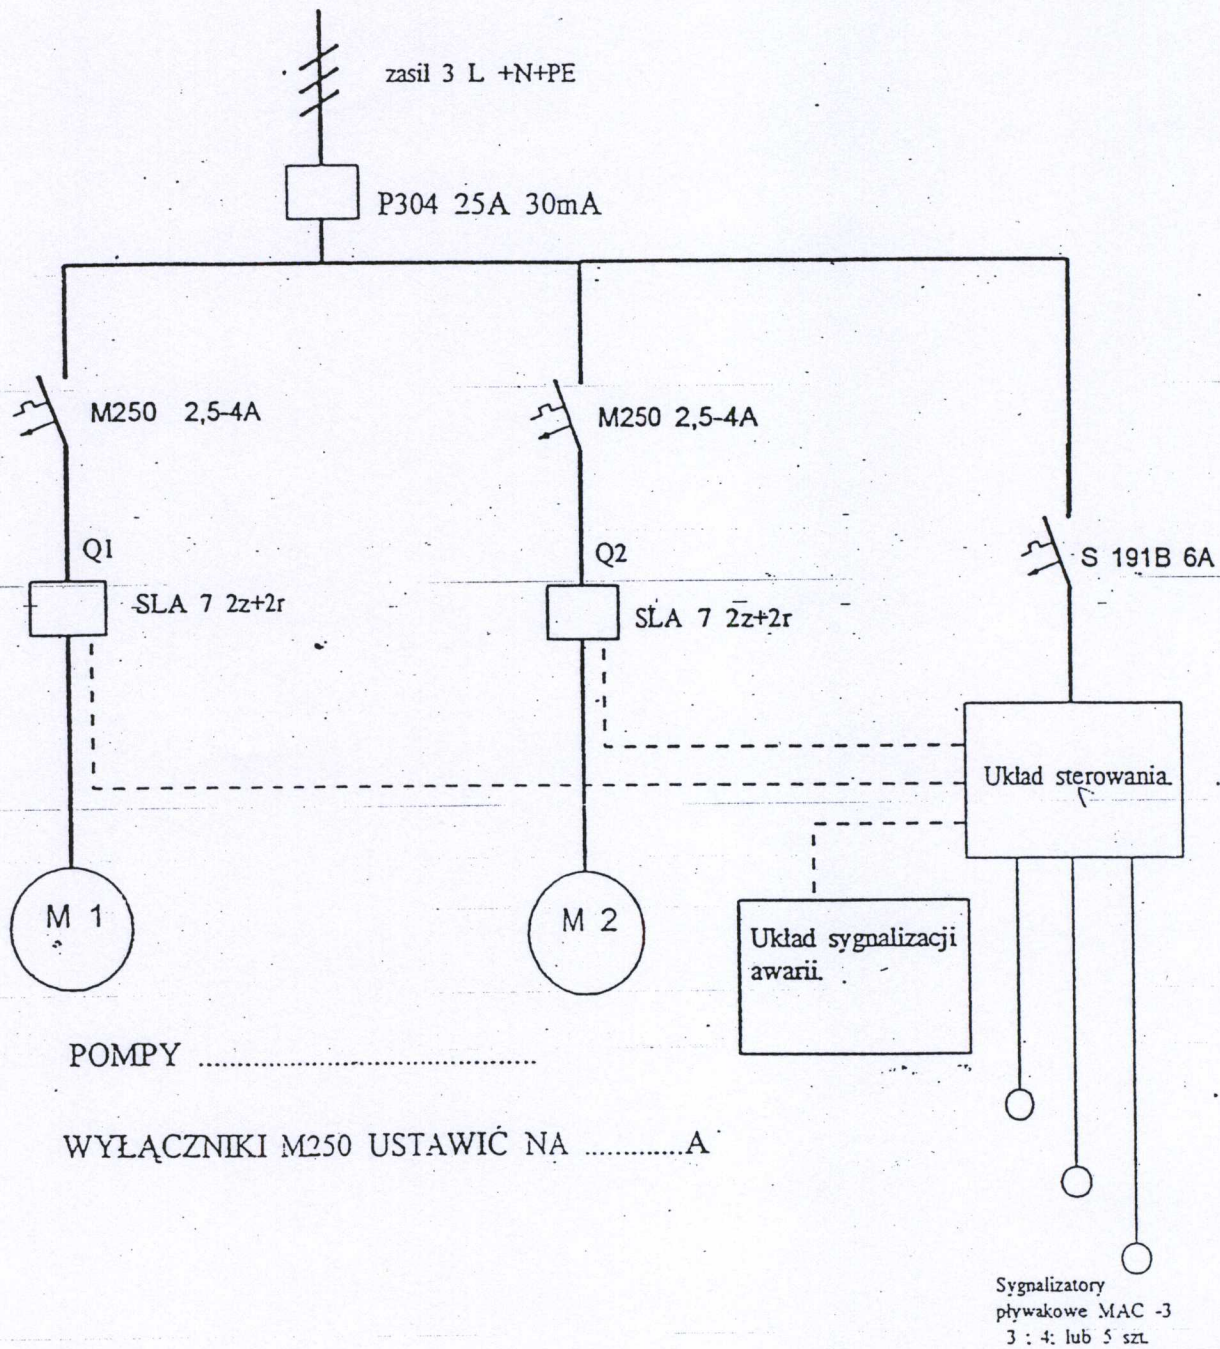 zasil 3 L +N+PE
P304 25A 30mA
M250 2,5-4A
M250 2,5-4A
Q1
Q2
S 191B 6A
SLA 7 2z+2r
SLA 7 2z+2r
Układ sterowania.
M 1
M 2
Układ sygnalizacji
awarii.
POMPY ........................................
WYŁĄCZNIKI M250 USTAWIĆ NA ............A
Sygnalizatory
pływakowe MAC -3
3 ; 4; lub 5 szt.